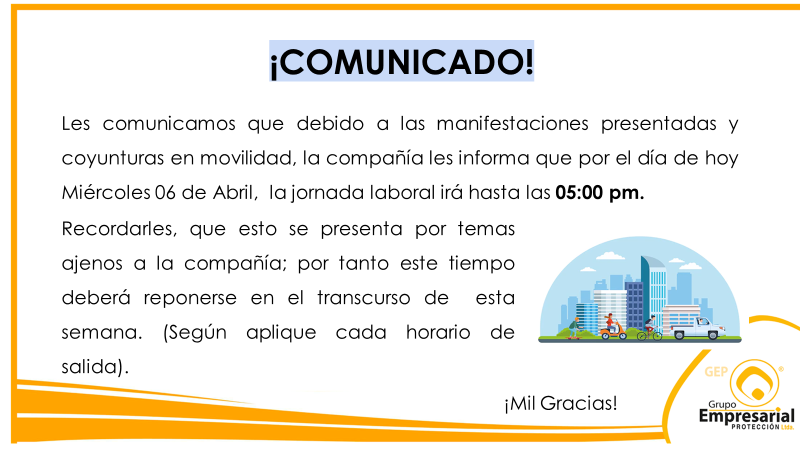 ¡COMUNICADO!
Les comunicamos que debido a las manifestaciones presentadas y
coyunturas en movilidad, la compañía les informa que por el día de hoy
Miércoles 06 de Abril, la jornada laboral irá hasta las 05:00 pm.
Recordarles, que esto se presenta por temas
ajenos a la compañía; por tanto este tiempo
deberá reponerse en el transcurso de esta
semana. (Según aplique cada horario de
salida).
¡Mil Gracias!
GEP ®
Grupo
Empresarial
PROTECCIÓN Ltda.